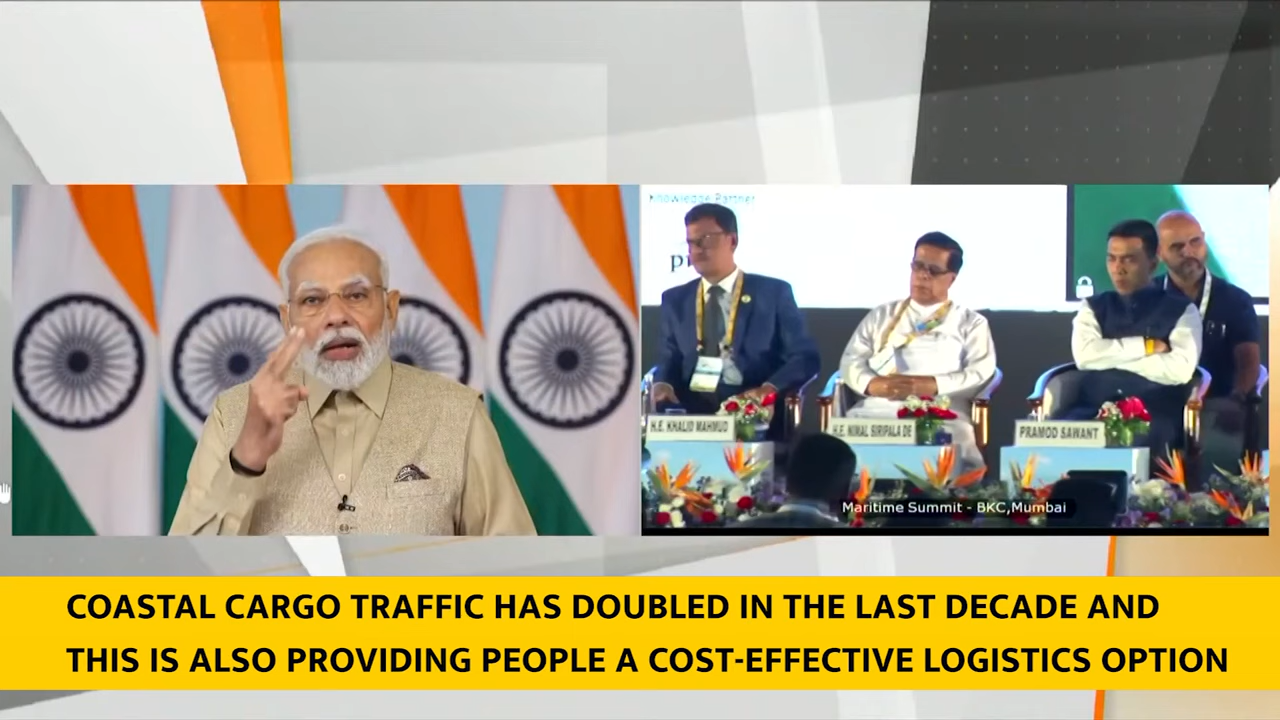 Knowledge Partner
H.E. KHALID MAHMUD
H.E. NIMAL SIRIPALA DE
PRAMOD SAWANT
Maritime Summit - BKC,Mumbai
COASTAL CARGO TRAFFIC HAS DOUBLED IN THE LAST DECADE AND
THIS IS ALSO PROVIDING PEOPLE A COST-EFFECTIVE LOGISTICS OPTION